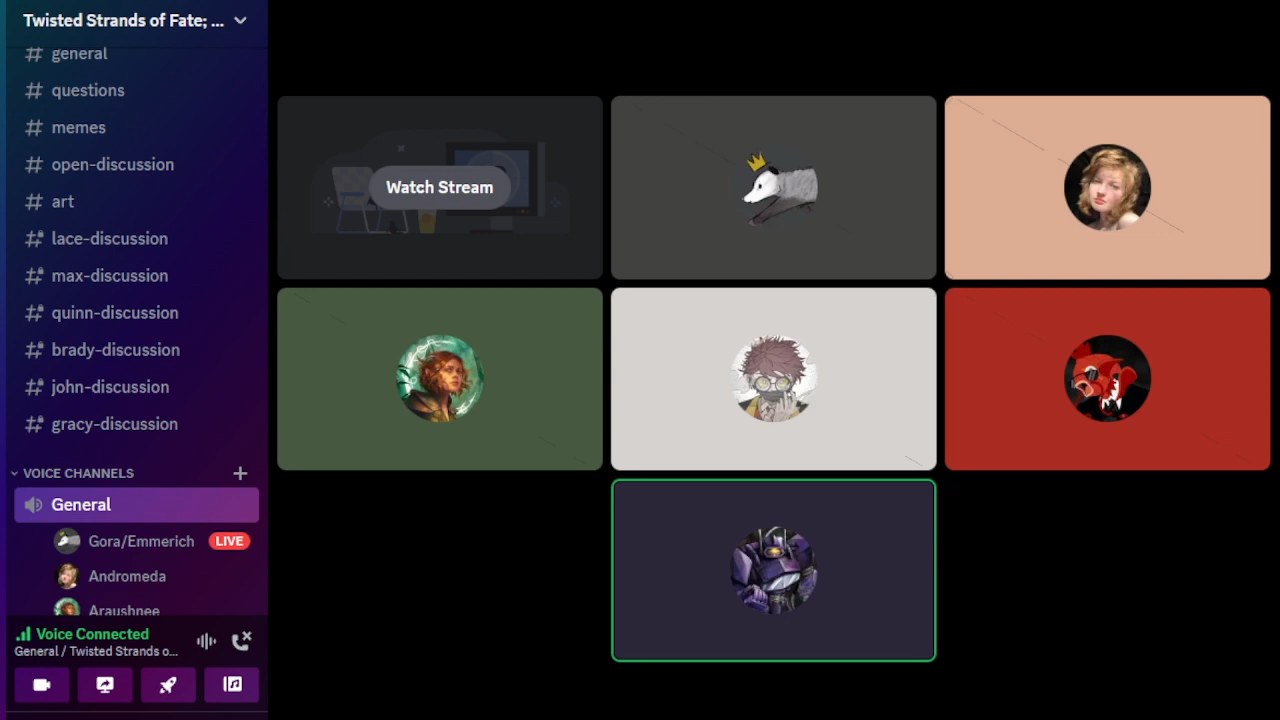 Twisted Strands of Fate; ...
general
questions
memes
open-discussion
art
lace-discussion
max-discussion
quinn-discussion
brady-discussion
john-discussion
gracy-discussion
VOICE CHANNELS
General
Gora/Emmerich LIVE
Andromeda
Araushnee
Voice Connected
General / Twisted Strands o...
Watch Stream